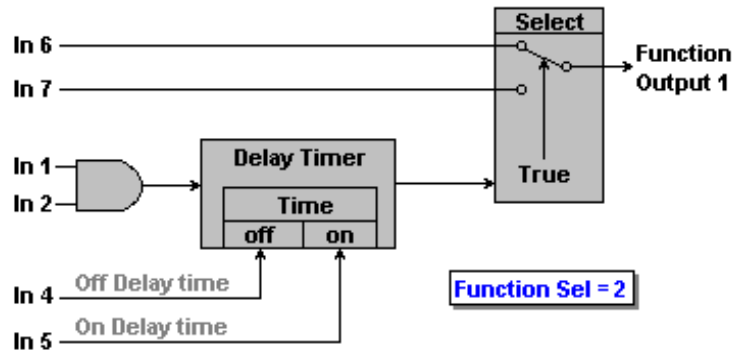 Select
In 6
Function
Output 1
In 7
In 1
In 2
Delay Timer
Time
off on
True
In 4 Off Delay time
In 5 On Delay time
Function Sel = 2